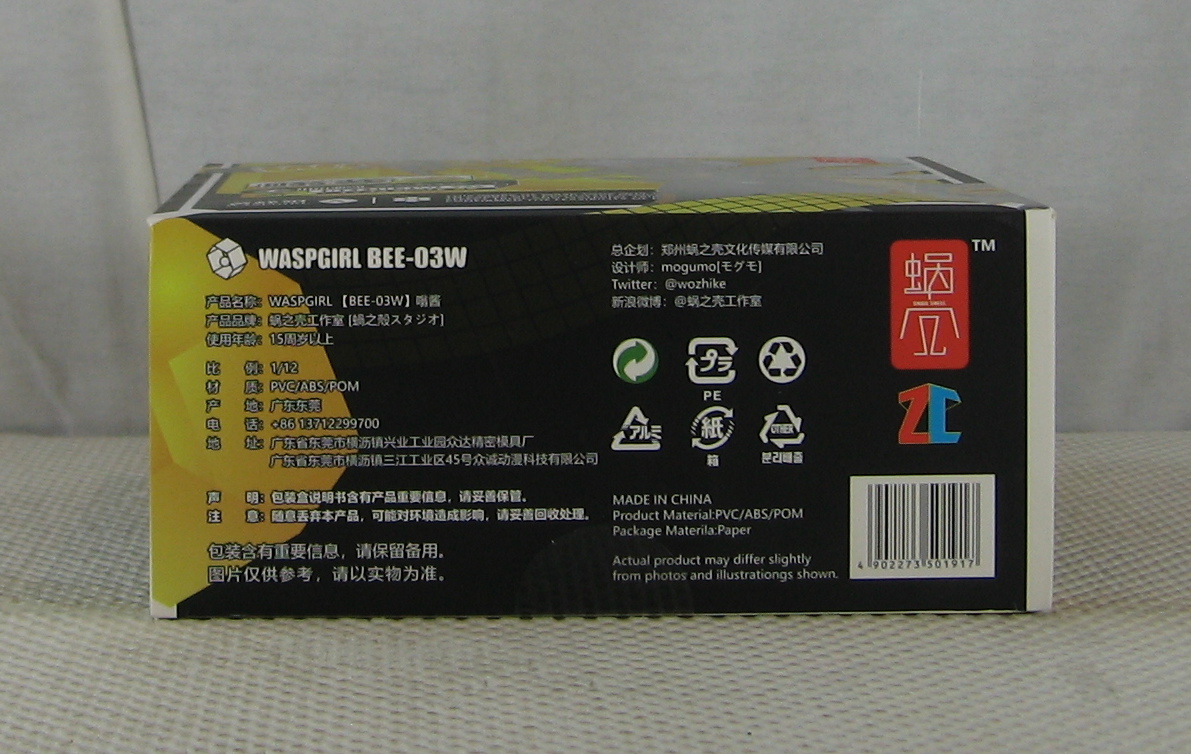 WASPGIRL BEE-03W
产品名称: WASPGIRL 【BEE-03W】嗡酱
产品品牌: 蜗之壳工作室 [蝸之殻スタジオ]
使用年龄: 15周岁以上
比 例: 1/12
材 质: PVC/ABS/POM
产 地: 广东东莞
电 话: +86 13712299700
地 址: 广东省东莞市横沥镇兴业工业园众达精密模具厂
广东省东莞市横沥镇三江工业区45号众诚动漫科技有限公司
声 明: 包装盒说明书含有产品重要信息，请妥善保管。
注 意: 随意丢弃本产品，可能对环境造成影响，请妥善回收处理。
包装含有重要信息，请保留备用。
图片仅供参考，请以实物为准。
总企划: 郑州蜗之壳文化传媒有限公司
设计师: mogumo[モグモ]
Twitter: @wozhike
新浪微博: @蜗之壳工作室
プラ
PE
アルミ
紙
箱
OTHER
분리배출
MADE IN CHINA
Product Material:PVC/ABS/POM
Package Materila:Paper
Actual product may differ slightly
from photos and illustrationgs shown.
蜗
SNAIL SHELL
壳
TM
ZC
4 902273 501917